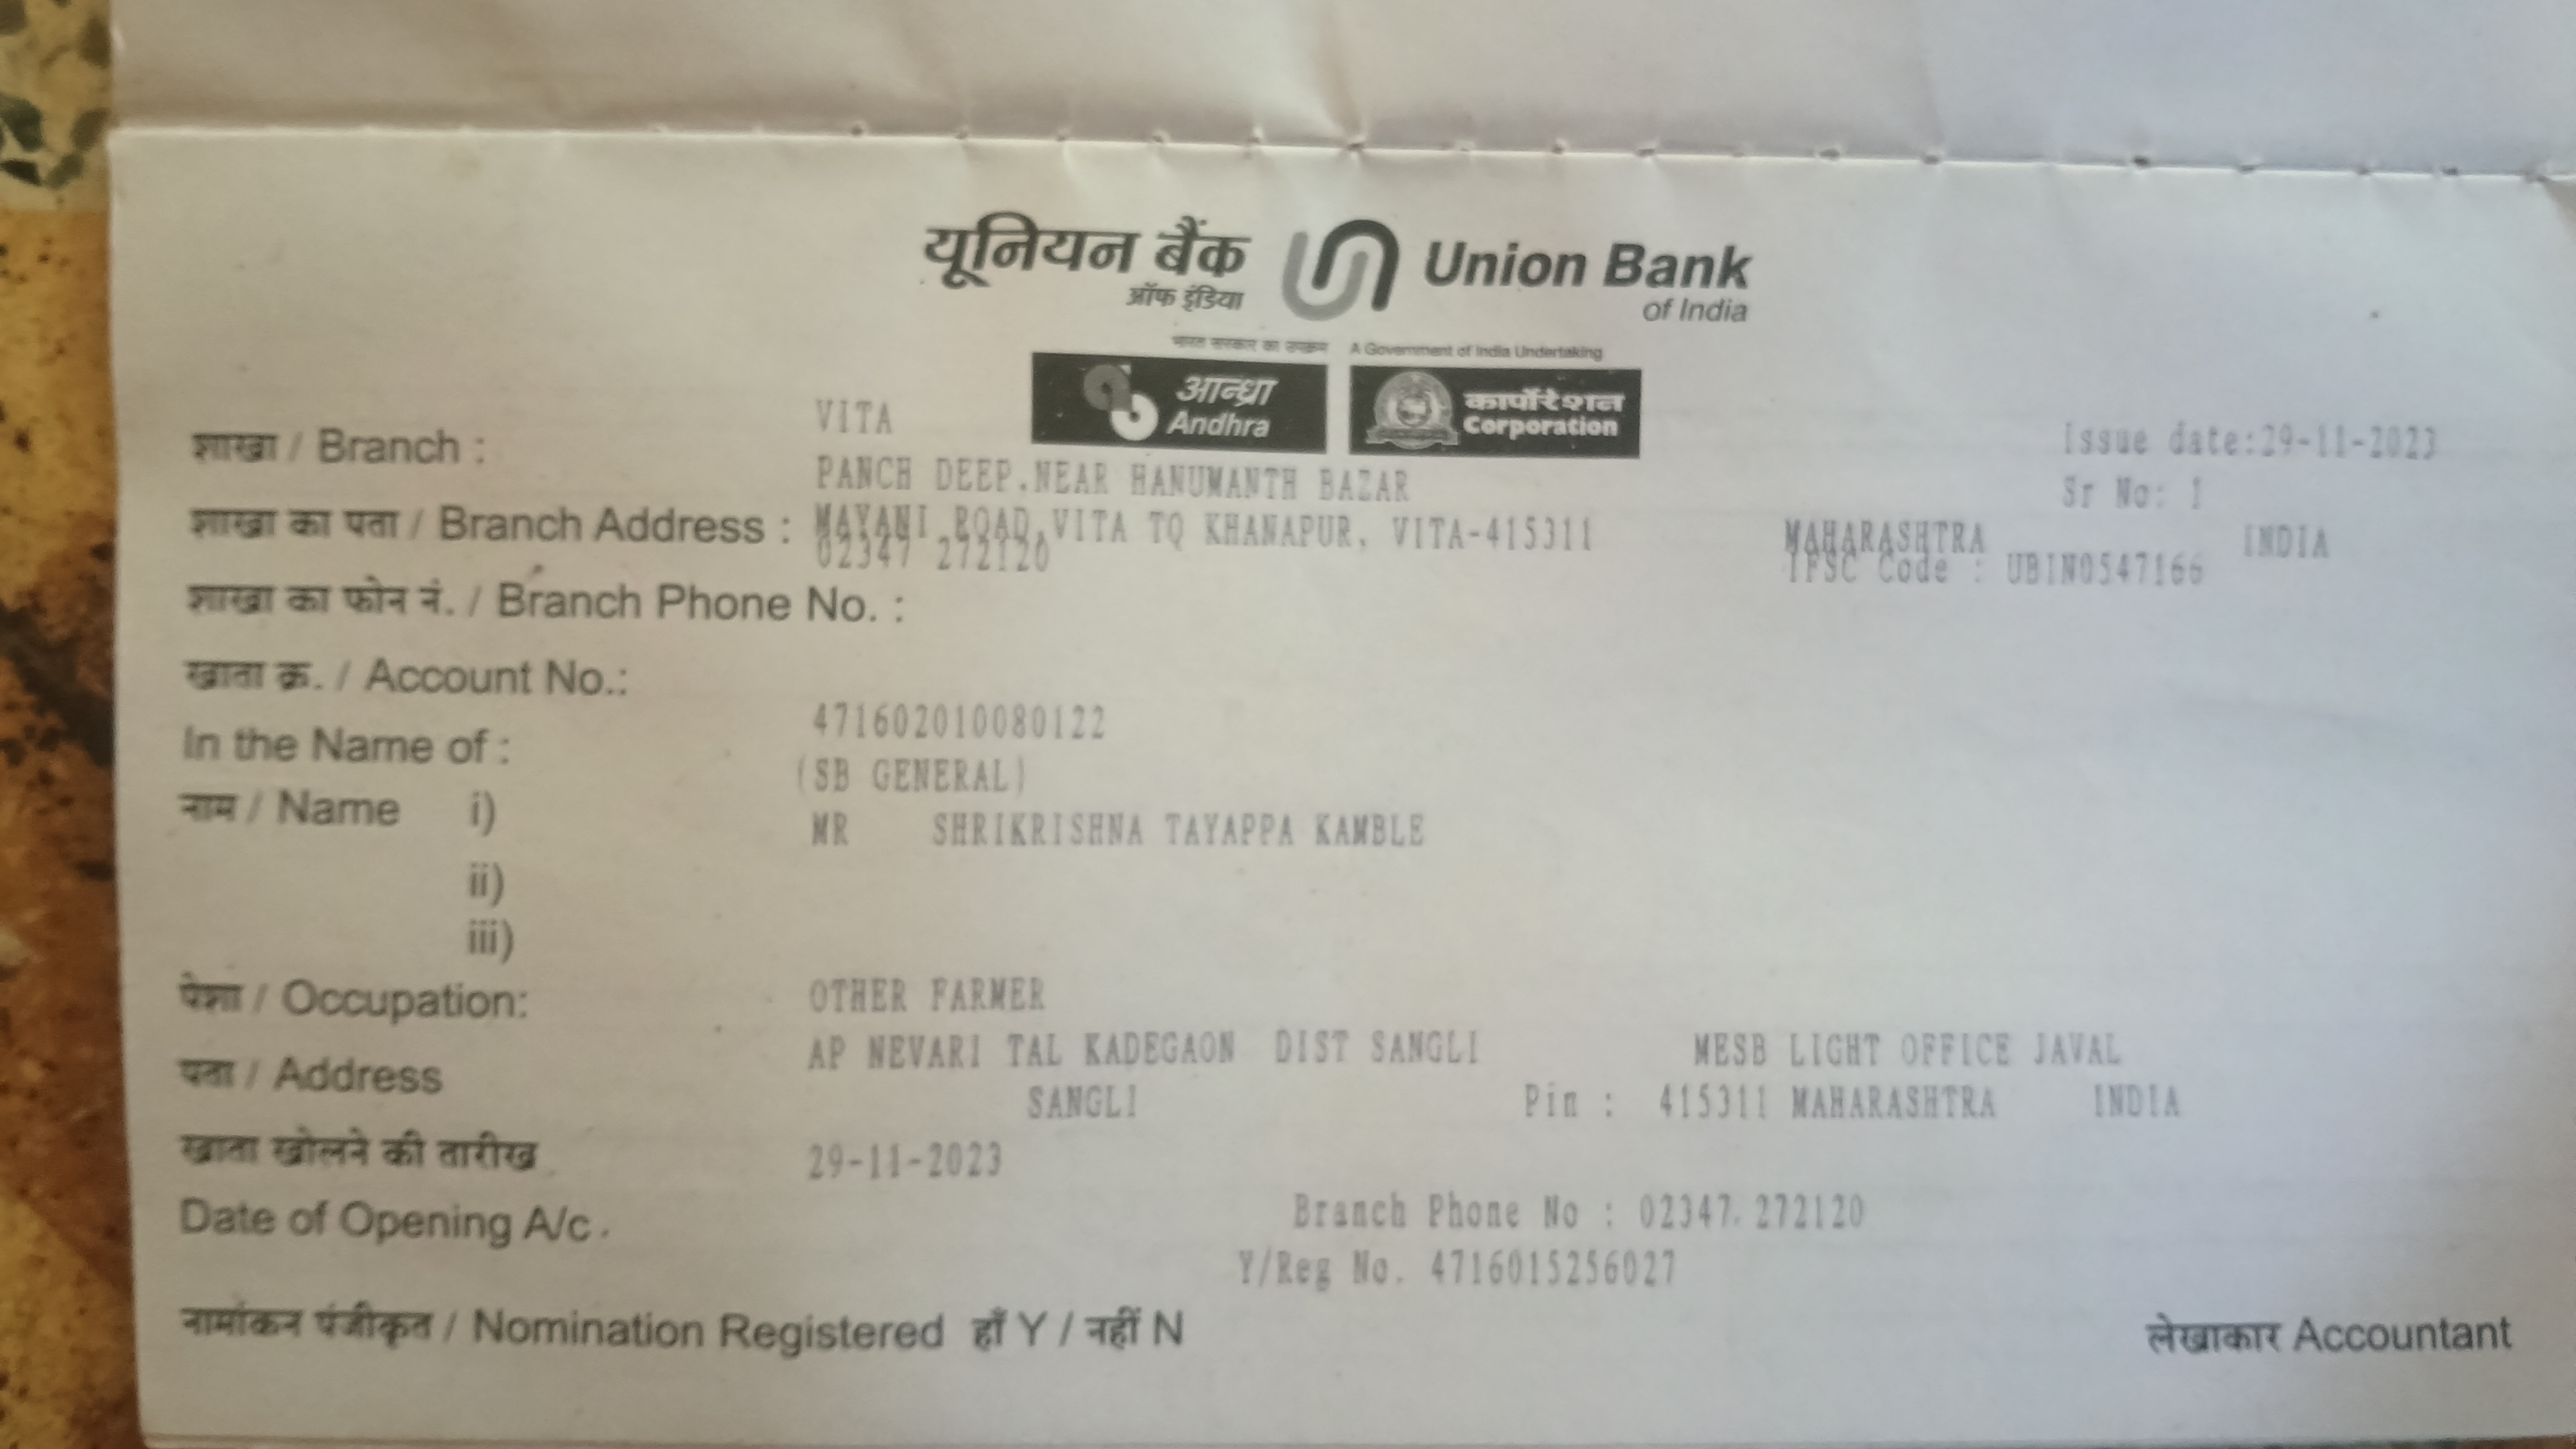 यूनियन बैंक Union Bank
ऑफ इंडिया of India
भारत सरकार का उपक्रम A Government of India Undertaking
आन्ध्रा Andhra कार्पोरेशन Corporation
शाखा / Branch : VITA
Issue date:29-11-2023
PANCH DEEP.NEAR HANUMANTH BAZAR
Sr No: 1
शाखा का पता / Branch Address : MAYANI ROAD,VITA TQ KHANAPUR, VITA-415311 MAHARASHTRA INDIA
02347 272120 IFSC Code : UBIN0547166
शाखा का फोन नं. / Branch Phone No. :
खाता क्र. / Account No.:
471602010080122
In the Name of :
(SB GENERAL)
नाम / Name i) MR SHRIKRISHNA TAYAPPA KAMBLE
ii)
iii)
पेशा / Occupation: OTHER FARMER
AP NEVARI TAL KADEGAON DIST SANGLI MESB LIGHT OFFICE JAVAL
पता / Address
SANGLI Pin : 415311 MAHARASHTRA INDIA
खाता खोलने की तारीख 29-11-2023
Date of Opening A/c.
Branch Phone No : 02347 272120
Y/Reg No. 4716015256027
नामांकन पंजीकृत / Nomination Registered हाँ Y / नहीं N
लेखाकार Accountant